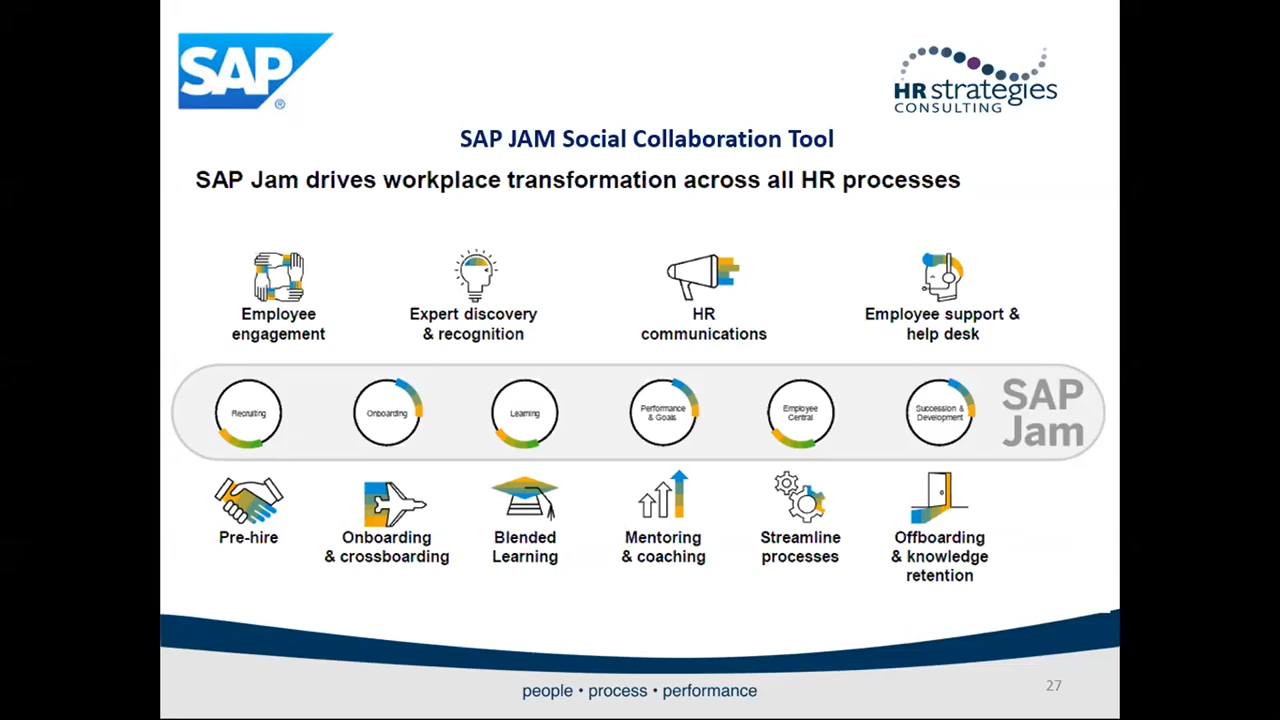 SAP
®
HR strategies
CONSULTING
SAP JAM Social Collaboration Tool
SAP Jam drives workplace transformation across all HR processes
Employee
engagement
Expert discovery
& recognition
HR
communications
Employee support &
help desk
Recruiting
Onboarding
Learning
Performance
& Goals
Employee
Central
Succession &
Development
SAP
Jam
Pre-hire
Onboarding
& crossboarding
Blended
Learning
Mentoring
& coaching
Streamline
processes
Offboarding
& knowledge
retention
people • process • performance
27